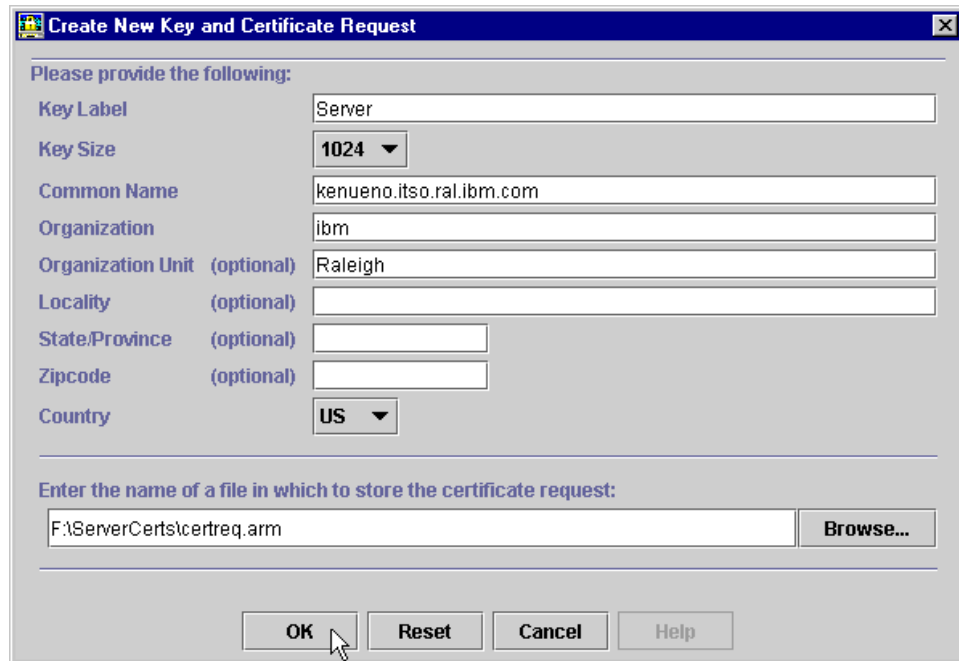 Create New Key and Certificate Request
Please provide the following:
Key Label Server
Key Size 1024
Common Name kenueno.itso.ral.ibm.com
Organization ibm
Organization Unit (optional) Raleigh
Locality (optional)
State/Province (optional)
Zipcode (optional)
Country US
Enter the name of a file in which to store the certificate request:
F:\ServerCerts\certreq.arm Browse...
OK Reset Cancel Help